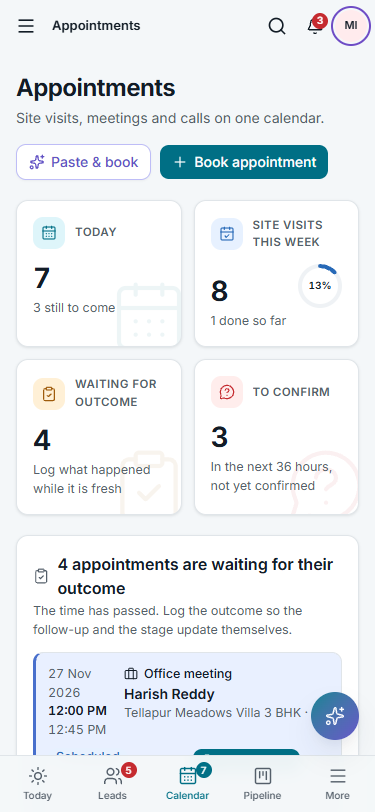 Appointments
3
MI
Appointments
Site visits, meetings and calls on one calendar.
Paste & book
Book appointment
TODAY
7
3 still to come
SITE VISITS
THIS WEEK
8
13%
1 done so far
WAITING FOR
OUTCOME
4
Log what happened
while it is fresh
TO CONFIRM
3
In the next 36 hours,
not yet confirmed
4 appointments are waiting for their
outcome
The time has passed. Log the outcome so the
follow-up and the stage update themselves.
27 Nov
2026
12:00 PM
12:45 PM
Office meeting
Harish Reddy
Tellapur Meadows Villa 3 BHK ·
Scheduled
Today
Leads
5
Calendar
7
Pipeline
More